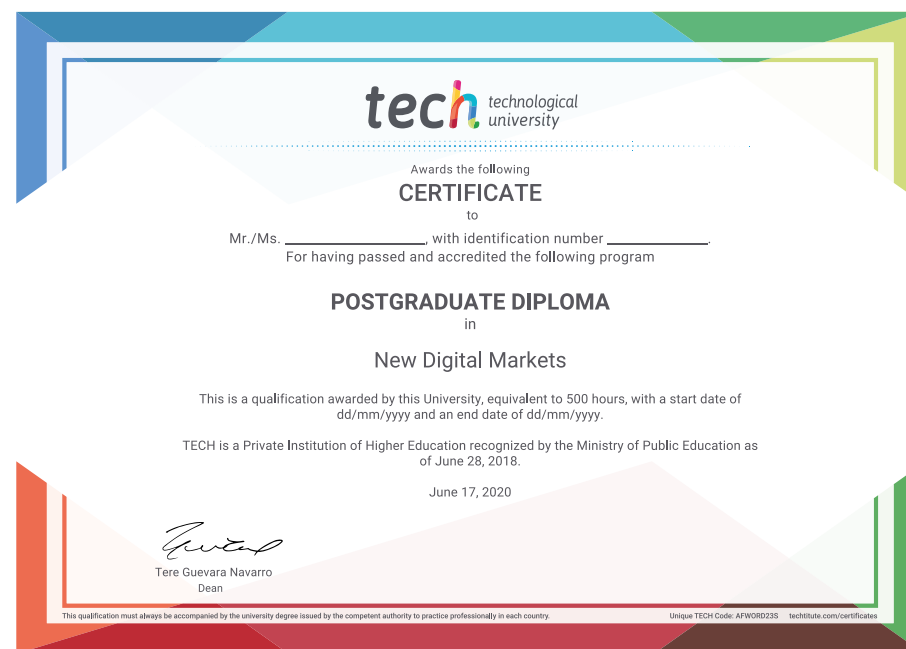 tech technological
university
Awards the following
CERTIFICATE
to
Mr./Ms. ____________________, with identification number ______________.
For having passed and accredited the following program
POSTGRADUATE DIPLOMA
in
New Digital Markets
This is a qualification awarded by this University, equivalent to 500 hours, with a start date of
dd/mm/yyyy and an end date of dd/mm/yyyy.
TECH is a Private Institution of Higher Education recognized by the Ministry of Public Education as
of June 28, 2018.
June 17, 2020
Tere Guevara Navarro
Dean
This qualification must always be accompanied by the university degree issued by the competent authority to practice professionally in each country.
Unique TECH Code: AFWORD23S techtitute.com/certificates